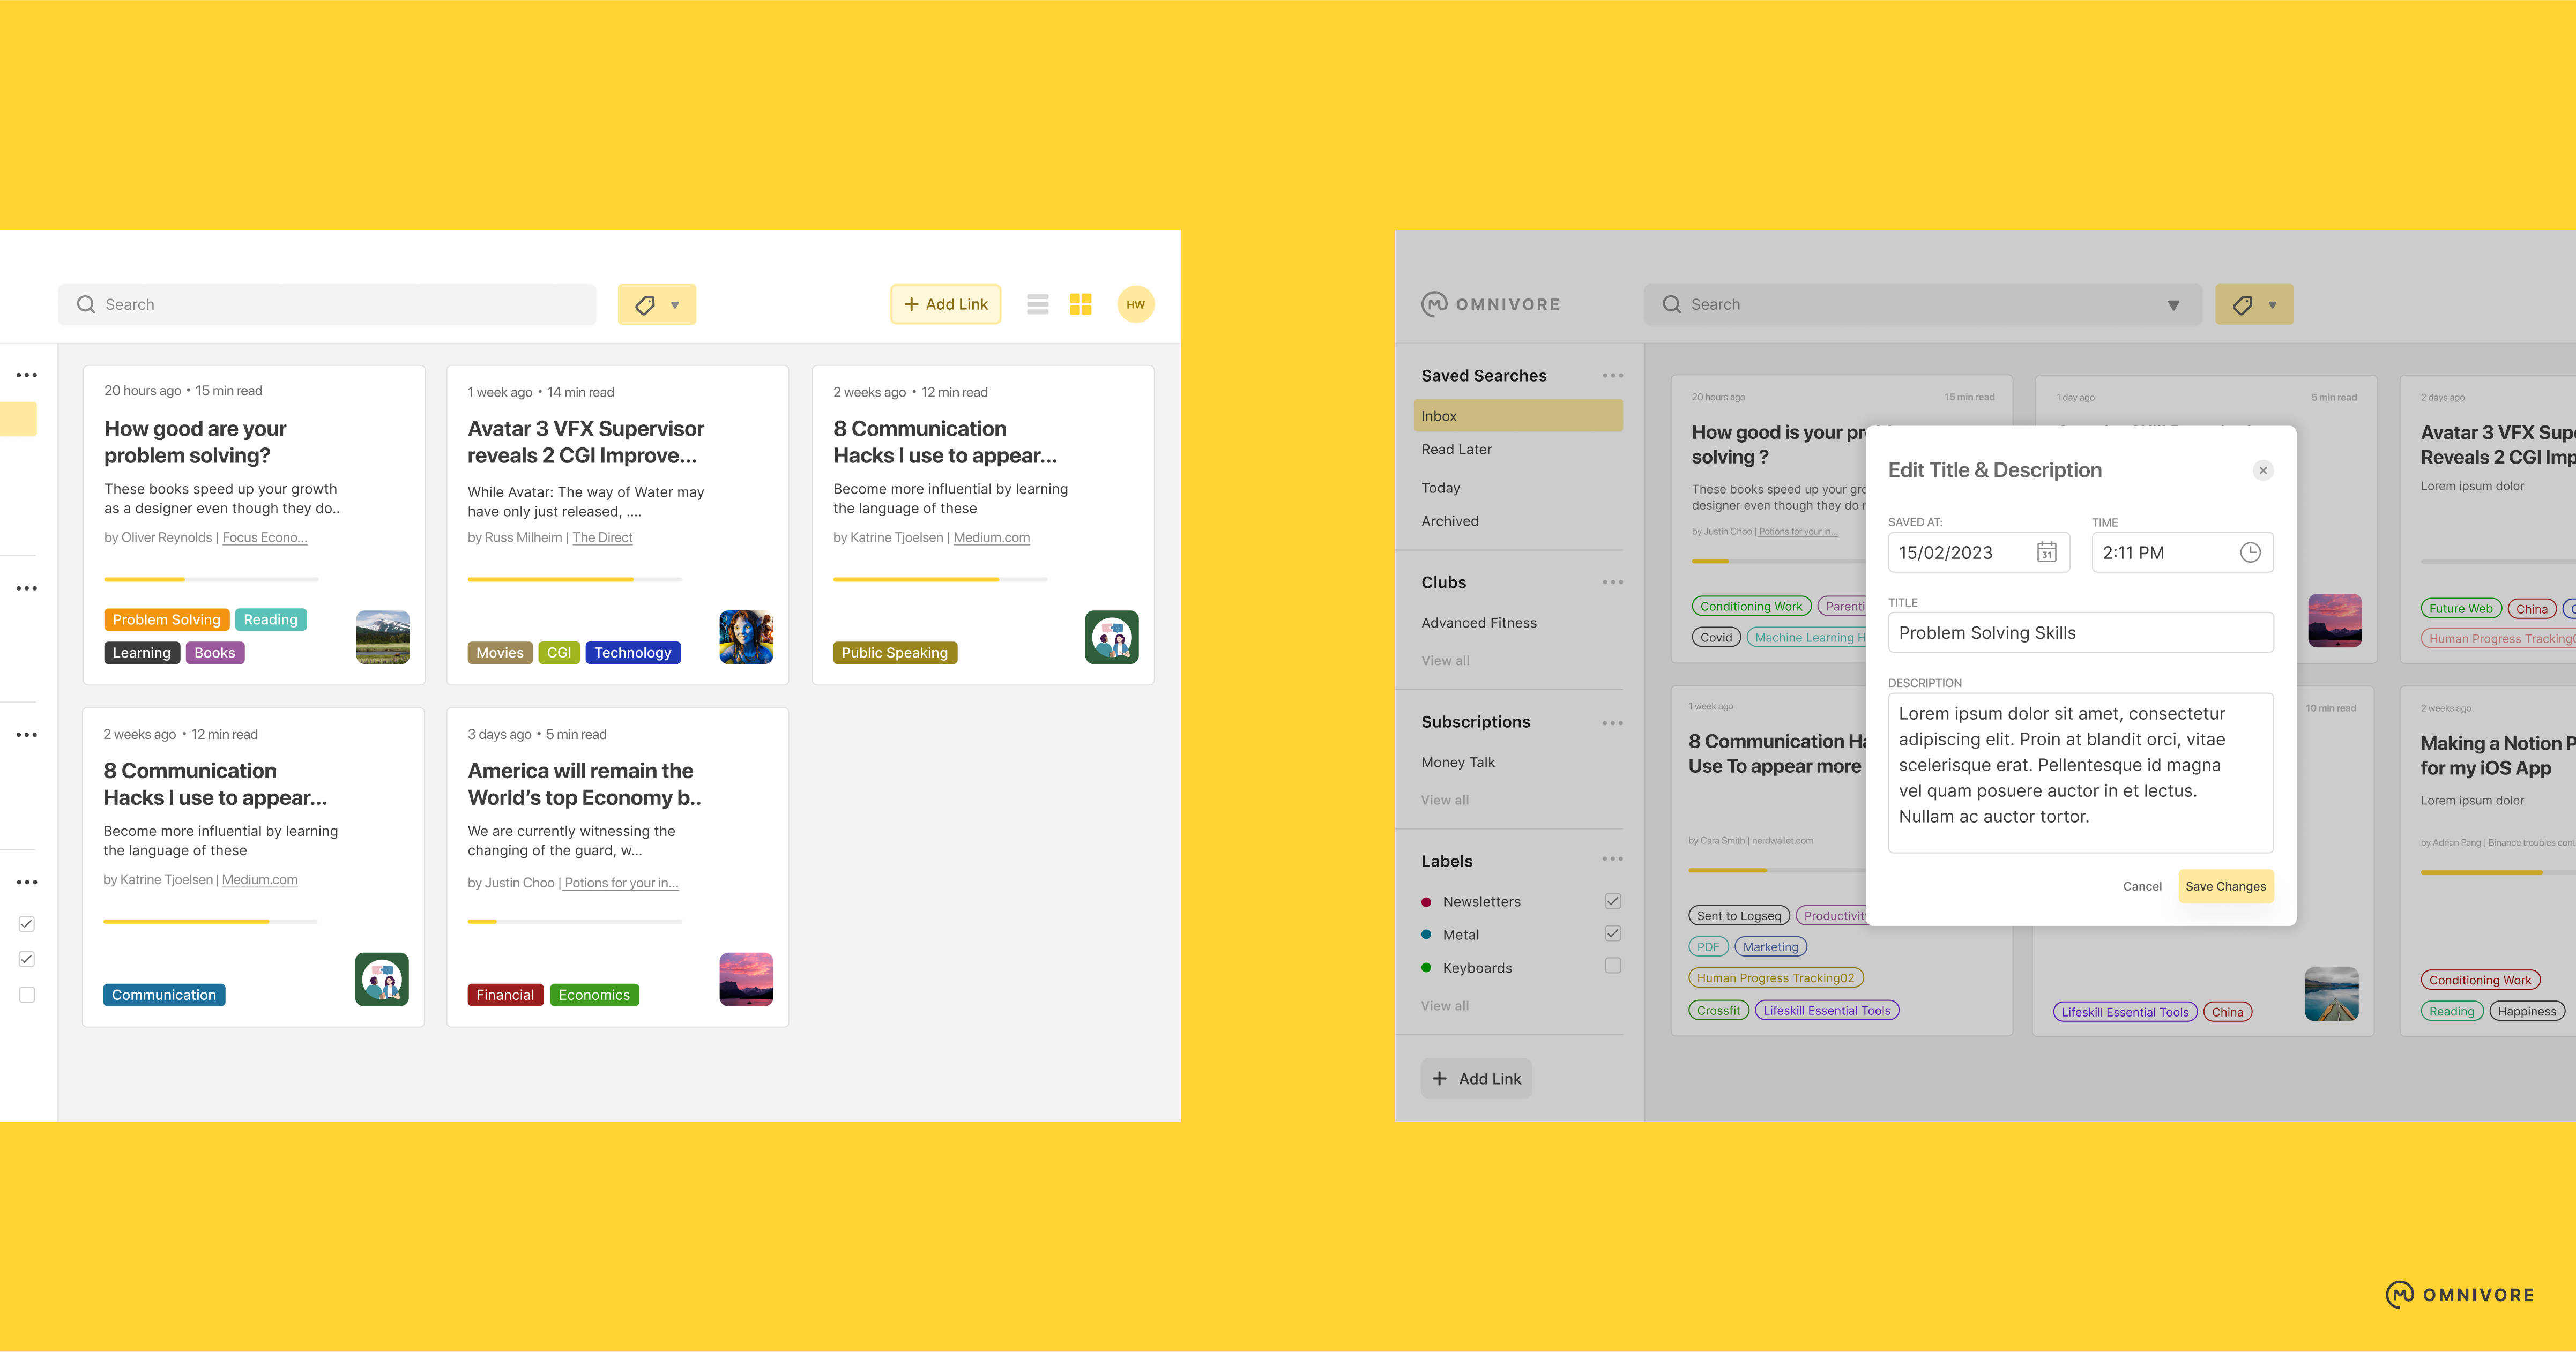 Search
+ Add Link
HW
20 hours ago • 15 min read
How good are your
problem solving?
These books speed up your growth
as a designer even though they do..
by Oliver Reynolds | Focus Econo...
Problem Solving
Reading
Learning
Books
1 week ago • 14 min read
Avatar 3 VFX Supervisor
reveals 2 CGI Improve...
While Avatar: The way of Water may
have only just released, ....
by Russ Milheim | The Direct
Movies
CGI
Technology
2 weeks ago • 12 min read
8 Communication
Hacks I use to appear...
Become more influential by learning
the language of these
by Katrine Tjoelsen | Medium.com
Public Speaking
2 weeks ago • 12 min read
8 Communication
Hacks I use to appear...
Become more influential by learning
the language of these
by Katrine Tjoelsen | Medium.com
Communication
3 days ago • 5 min read
America will remain the
World's top Economy b..
We are currently witnessing the
changing of the guard, w...
by Justin Choo | Potions for your in...
Financial
Economics
OMNIVORE
Search
Saved Searches
Inbox
Read Later
Today
Archived
Clubs
Advanced Fitness
View all
Subscriptions
Money Talk
View all
Labels
Newsletters
Metal
Keyboards
View all
+ Add Link
20 hours ago
15 min read
How good is your
solving ?
These books speed up your
designer even though they do
by Justin Choo | Potions for your in...
Conditioning Work
Covid
Machine Learning
1 day ago
5 min read
2 days ago
Avatar 3 VFX
Reveals 2 CGI
Lorem ipsum dolor
Future Web
China
Human Progress
1 week ago
8 Communication
Use To appear more
by Cara Smith | nerdwallet.com
Sent to Logseq
PDF
Marketing
Human Progress Tracking02
Crossfit
Lifeskill Essential Tools
10 min read
Lifeskill Essential Tools
China
2 weeks ago
Making a Notion
for my iOS App
Lorem ipsum dolor
by Adrian Pang | Binance troubles
Conditioning Work
Reading
Happiness
Edit Title & Description
SAVED AT:
TIME
15/02/2023
31
2:11 PM
TITLE
Problem Solving Skills
DESCRIPTION
Lorem ipsum dolor sit amet, consectetur
adipiscing elit. Proin at blandit orci, vitae
scelerisque erat. Pellentesque id magna
vel quam posuere auctor in et lectus.
Nullam ac auctor tortor.
Cancel
Save Changes
OMNIVORE